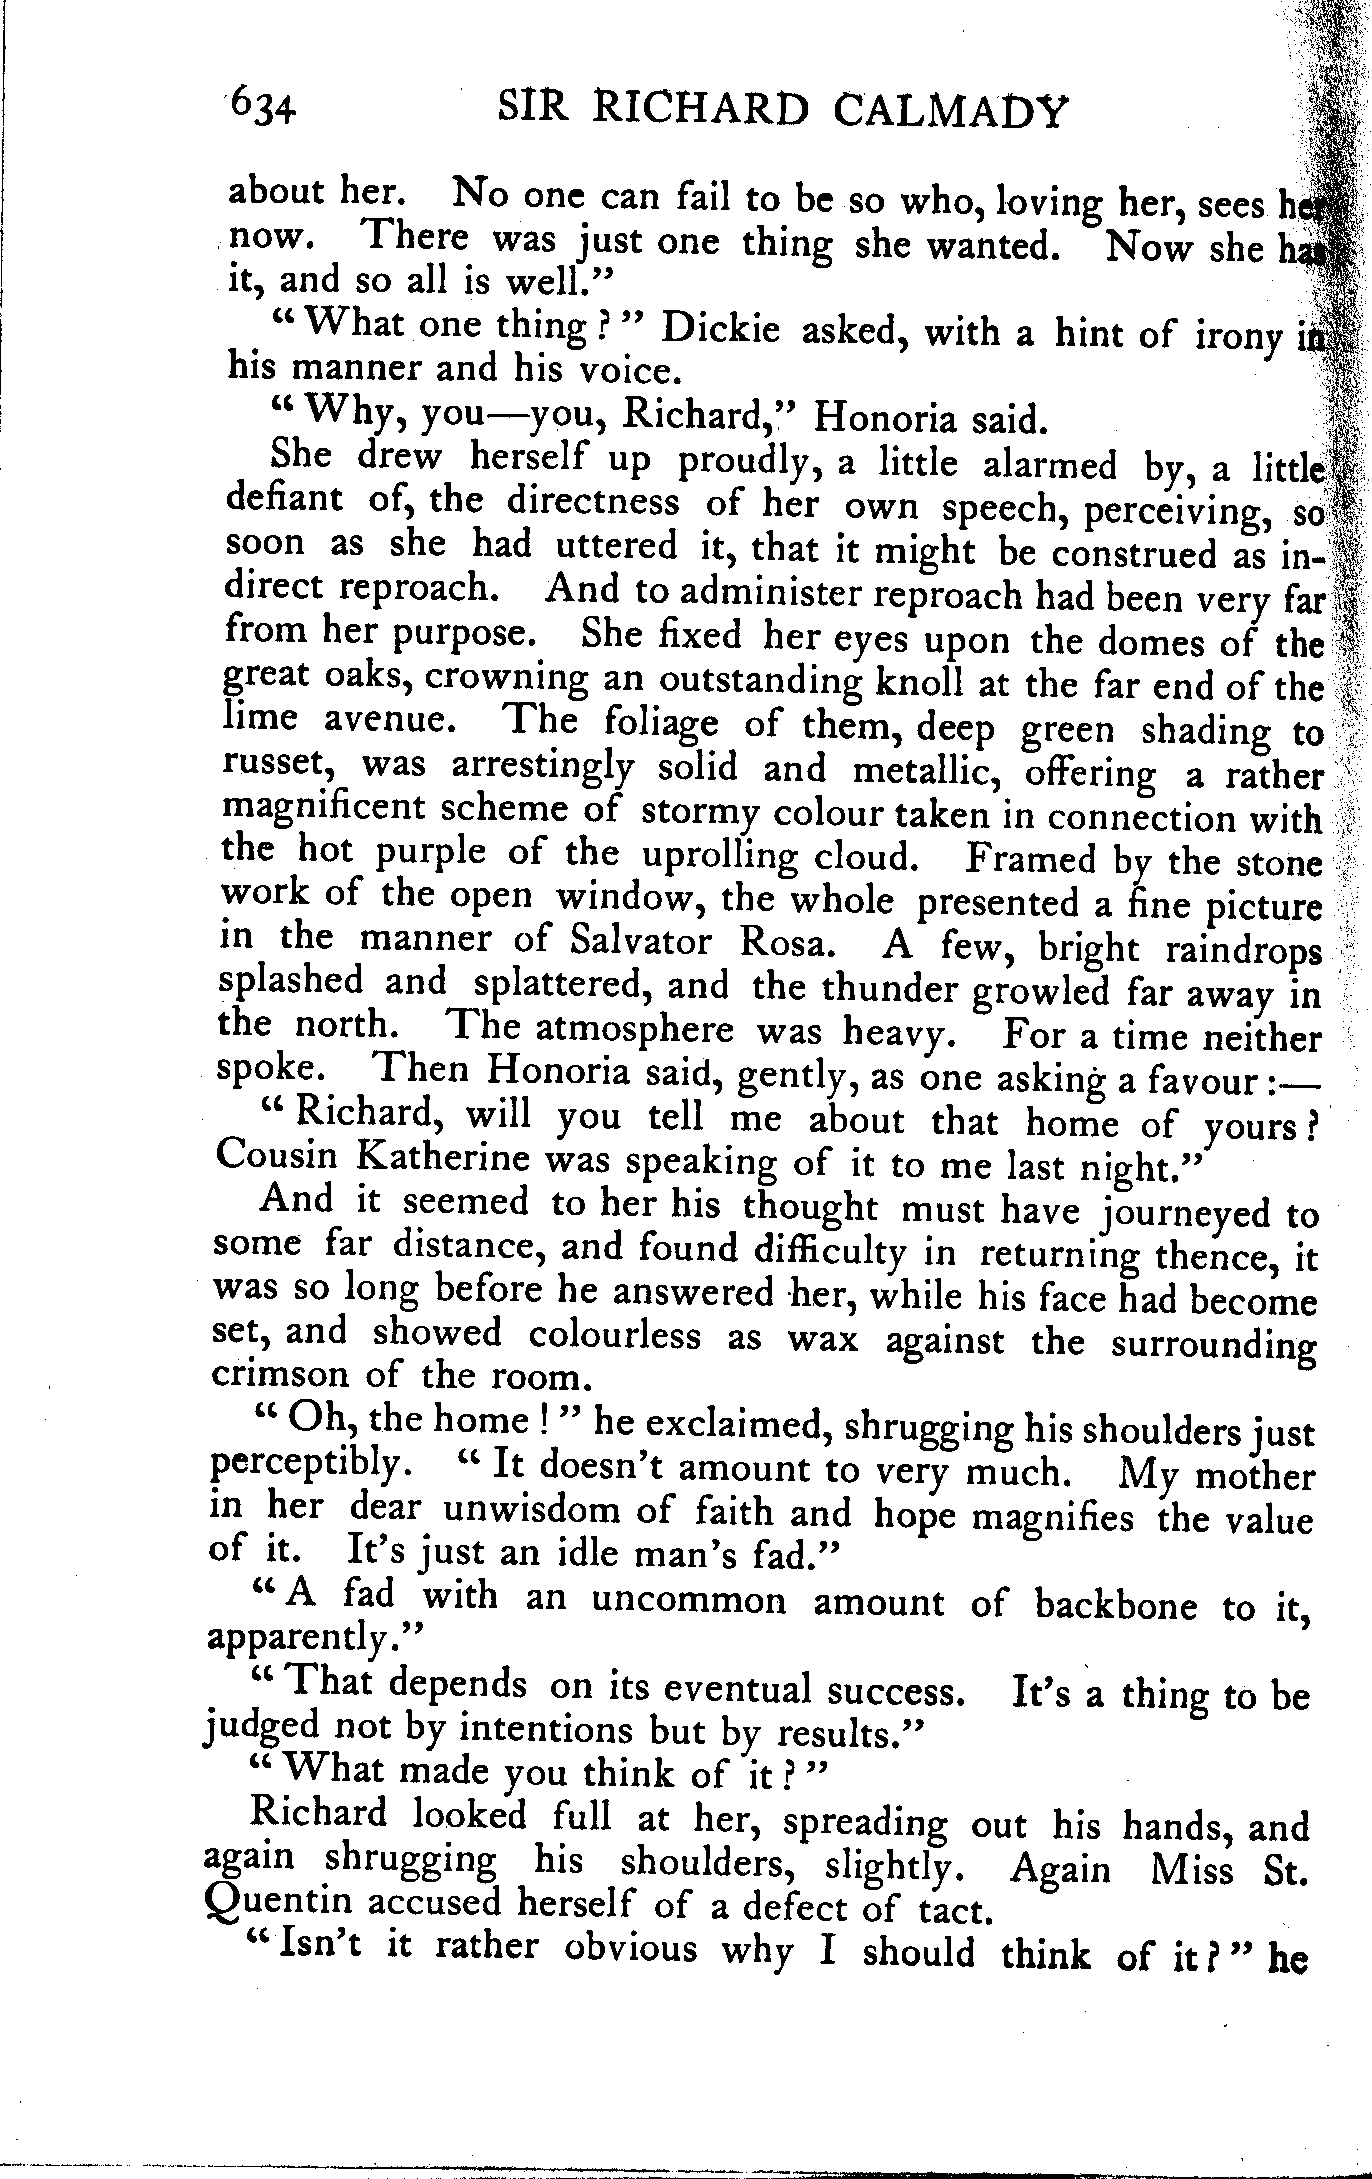 634 SIR RICHARD CALMADY
about her. No one can fail to be so who, loving her, sees her
now. There was just one thing she wanted. Now she has
it, and so all is well."
"What one thing?" Dickie asked, with a hint of irony in
his manner and his voice.
"Why, you—you, Richard," Honoria said.
She drew herself up proudly, a little alarmed by, a little
defiant of, the directness of her own speech, perceiving, so
soon as she had uttered it, that it might be construed as in-
direct reproach. And to administer reproach had been very far
from her purpose. She fixed her eyes upon the domes of the
great oaks, crowning an outstanding knoll at the far end of the
lime avenue. The foliage of them, deep green shading to
russet, was arrestingly solid and metallic, offering a rather
magnificent scheme of stormy colour taken in connection with
the hot purple of the uprolling cloud. Framed by the stone
work of the open window, the whole presented a fine picture
in the manner of Salvator Rosa. A few, bright raindrops
splashed and splattered, and the thunder growled far away in
the north. The atmosphere was heavy. For a time neither
spoke. Then Honoria said, gently, as one asking a favour:—
"Richard, will you tell me about that home of yours?
Cousin Katherine was speaking of it to me last night."
And it seemed to her his thought must have journeyed to
some far distance, and found difficulty in returning thence, it
was so long before he answered her, while his face had become
set, and showed colourless as wax against the surrounding
crimson of the room.
"Oh, the home!" he exclaimed, shrugging his shoulders just
perceptibly. "It doesn't amount to very much. My mother
in her dear unwisdom of faith and hope magnifies the value
of it. It's just an idle man's fad."
"A fad with an uncommon amount of backbone to it,
apparently."
"That depends on its eventual success. It's a thing to be
judged not by intentions but by results."
"What made you think of it?"
Richard looked full at her, spreading out his hands, and
again shrugging his shoulders, slightly. Again Miss St.
Quentin accused herself of a defect of tact.
"Isn't it rather obvious why I should think of it?" he